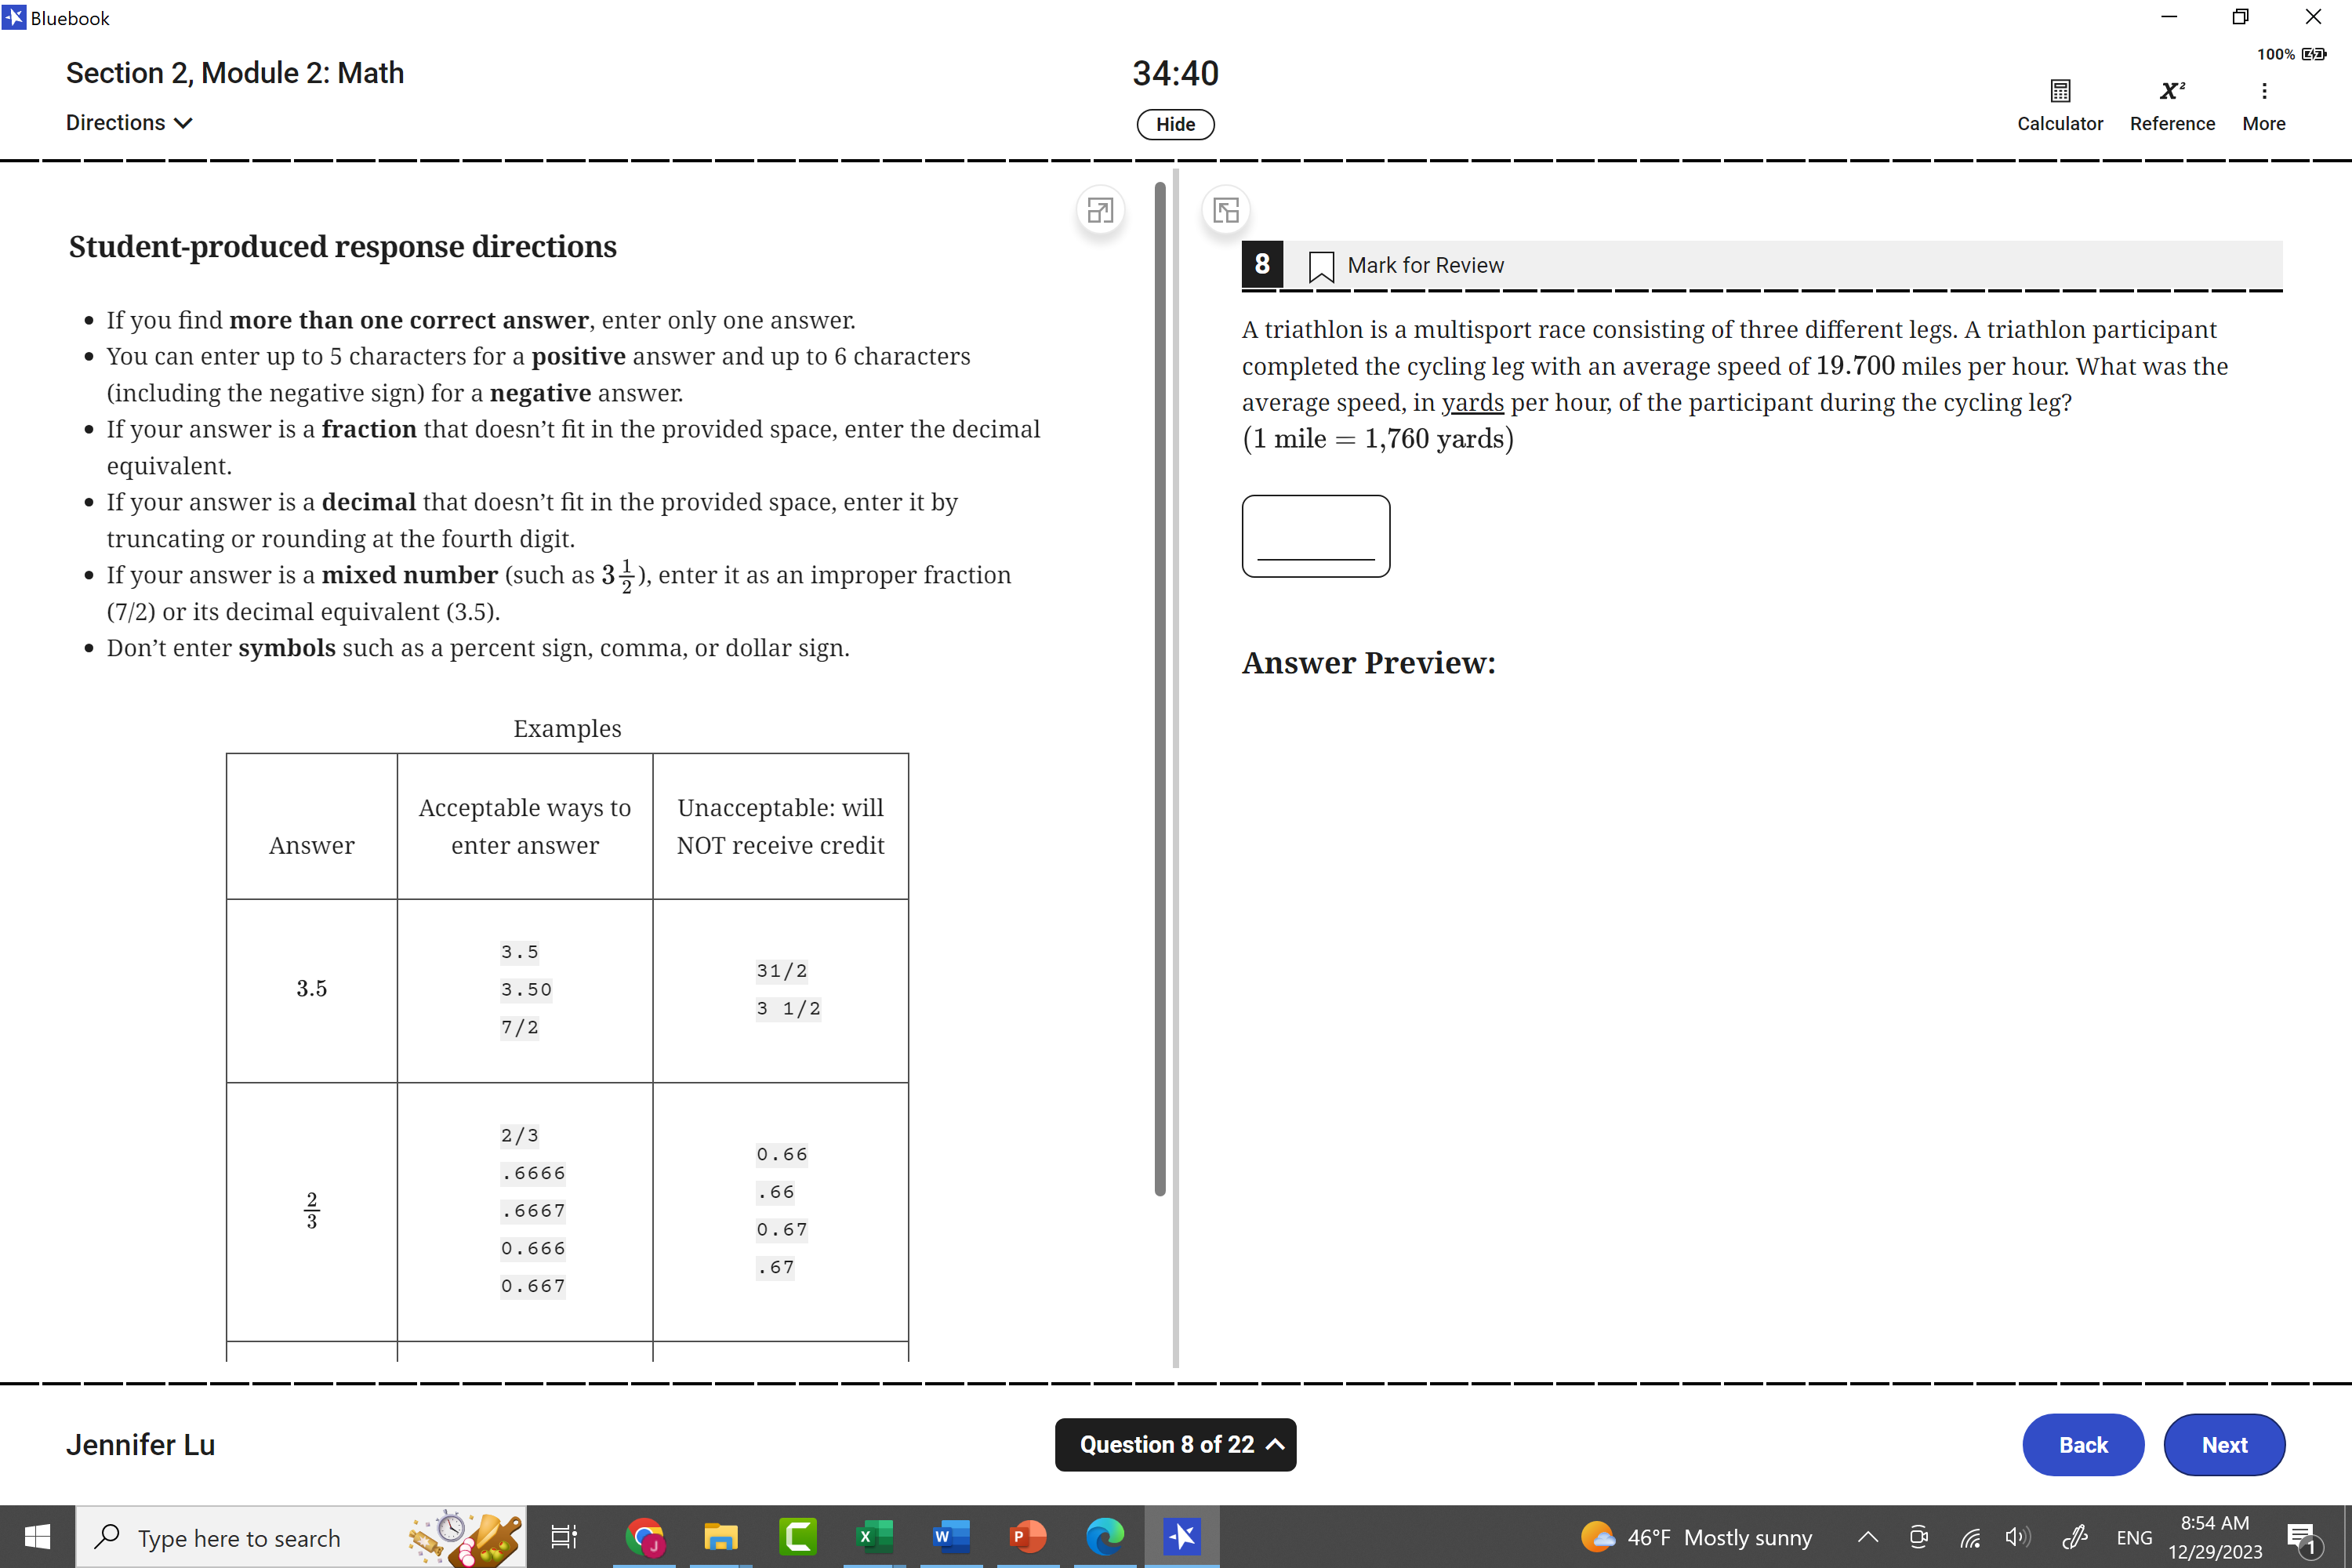 Bluebook
100%
Section 2, Module 2: Math
34:40
Directions
Hide
Calculator
x² Reference
More
Student-produced response directions
• If you find more than one correct answer, enter only one answer.
• You can enter up to 5 characters for a positive answer and up to 6 characters
(including the negative sign) for a negative answer.
• If your answer is a fraction that doesn’t fit in the provided space, enter the decimal
equivalent.
• If your answer is a decimal that doesn’t fit in the provided space, enter it by
truncating or rounding at the fourth digit.
• If your answer is a mixed number (such as 3 1/2), enter it as an improper fraction
(7/2) or its decimal equivalent (3.5).
• Don’t enter symbols such as a percent sign, comma, or dollar sign.
Examples
Answer
Acceptable ways to
enter answer
Unacceptable: will
NOT receive credit
3.5
3.5
3.50
7/2
31/2
3 1/2
2/3
2/3
.6666
.6667
0.666
0.667
0.66
.66
0.67
.67
8 Mark for Review
A triathlon is a multisport race consisting of three different legs. A triathlon participant
completed the cycling leg with an average speed of 19.700 miles per hour. What was the
average speed, in yards per hour, of the participant during the cycling leg?
(1 mile = 1,760 yards)
Answer Preview:
Jennifer Lu
Question 8 of 22
Back
Next
Type here to search
J
X
W
P
46°F Mostly sunny
ENG
8:54 AM
12/29/2023
1